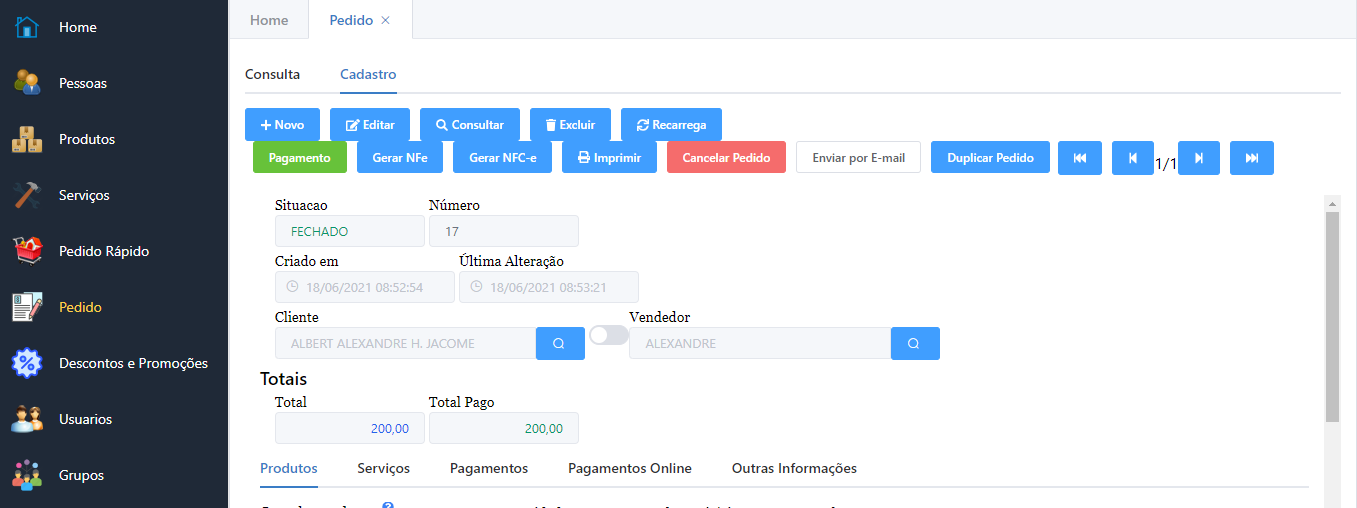 Home
Pessoas
Produtos
Serviços
Pedido Rápido
Pedido
Descontos e Promoções
Usuarios
Grupos
Home Pedido
Consulta Cadastro
Novo Editar Consultar Excluir Recarrega
Pagamento Gerar NFe Gerar NFC-e Imprimir Cancelar Pedido Enviar por E-mail Duplicar Pedido 1/1
Situacao Número
FECHADO 17
Criado em Última Alteração
18/06/2021 08:52:54 18/06/2021 08:53:21
Cliente Vendedor
ALBERT ALEXANDRE H. JACOME ALEXANDRE
Totais
Total Total Pago
200,00 200,00
Produtos Serviços Pagamentos Pagamentos Online Outras Informações